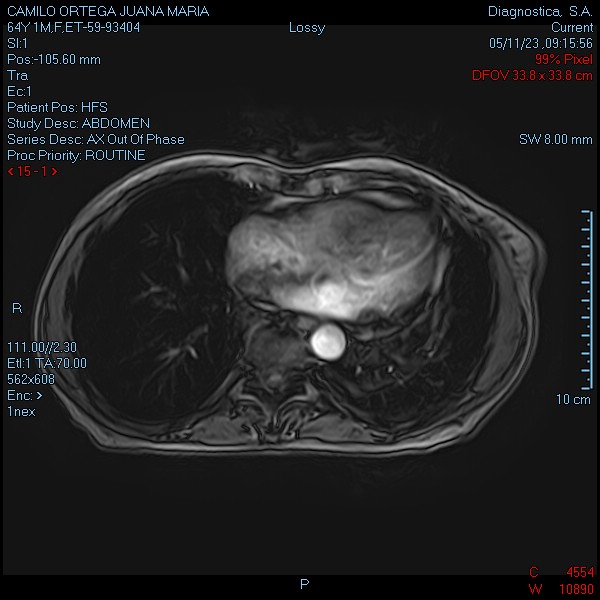 CAMILO ORTEGA JUANA MARIA
64Y 1M,F,ET-59-93404
Sl:1
Pos:-105.60 mm
Tra
Ec:1
Patient Pos: HFS
Study Desc: ABDOMEN
Series Desc: AX Out Of Phase
Proc Priority: ROUTINE
< 15 - 1 >
Lossy
Diagnostica, S.A.
Current
05/11/23 ,09:15:56
99% Pixel
DFOV 33.8 x 33.8 cm
SW 8.00 mm
R
111.00//2.30
Etl:1 TA:70.00
562x608
Enc: >
1nex
10 cm
P
C 4554
W 10890